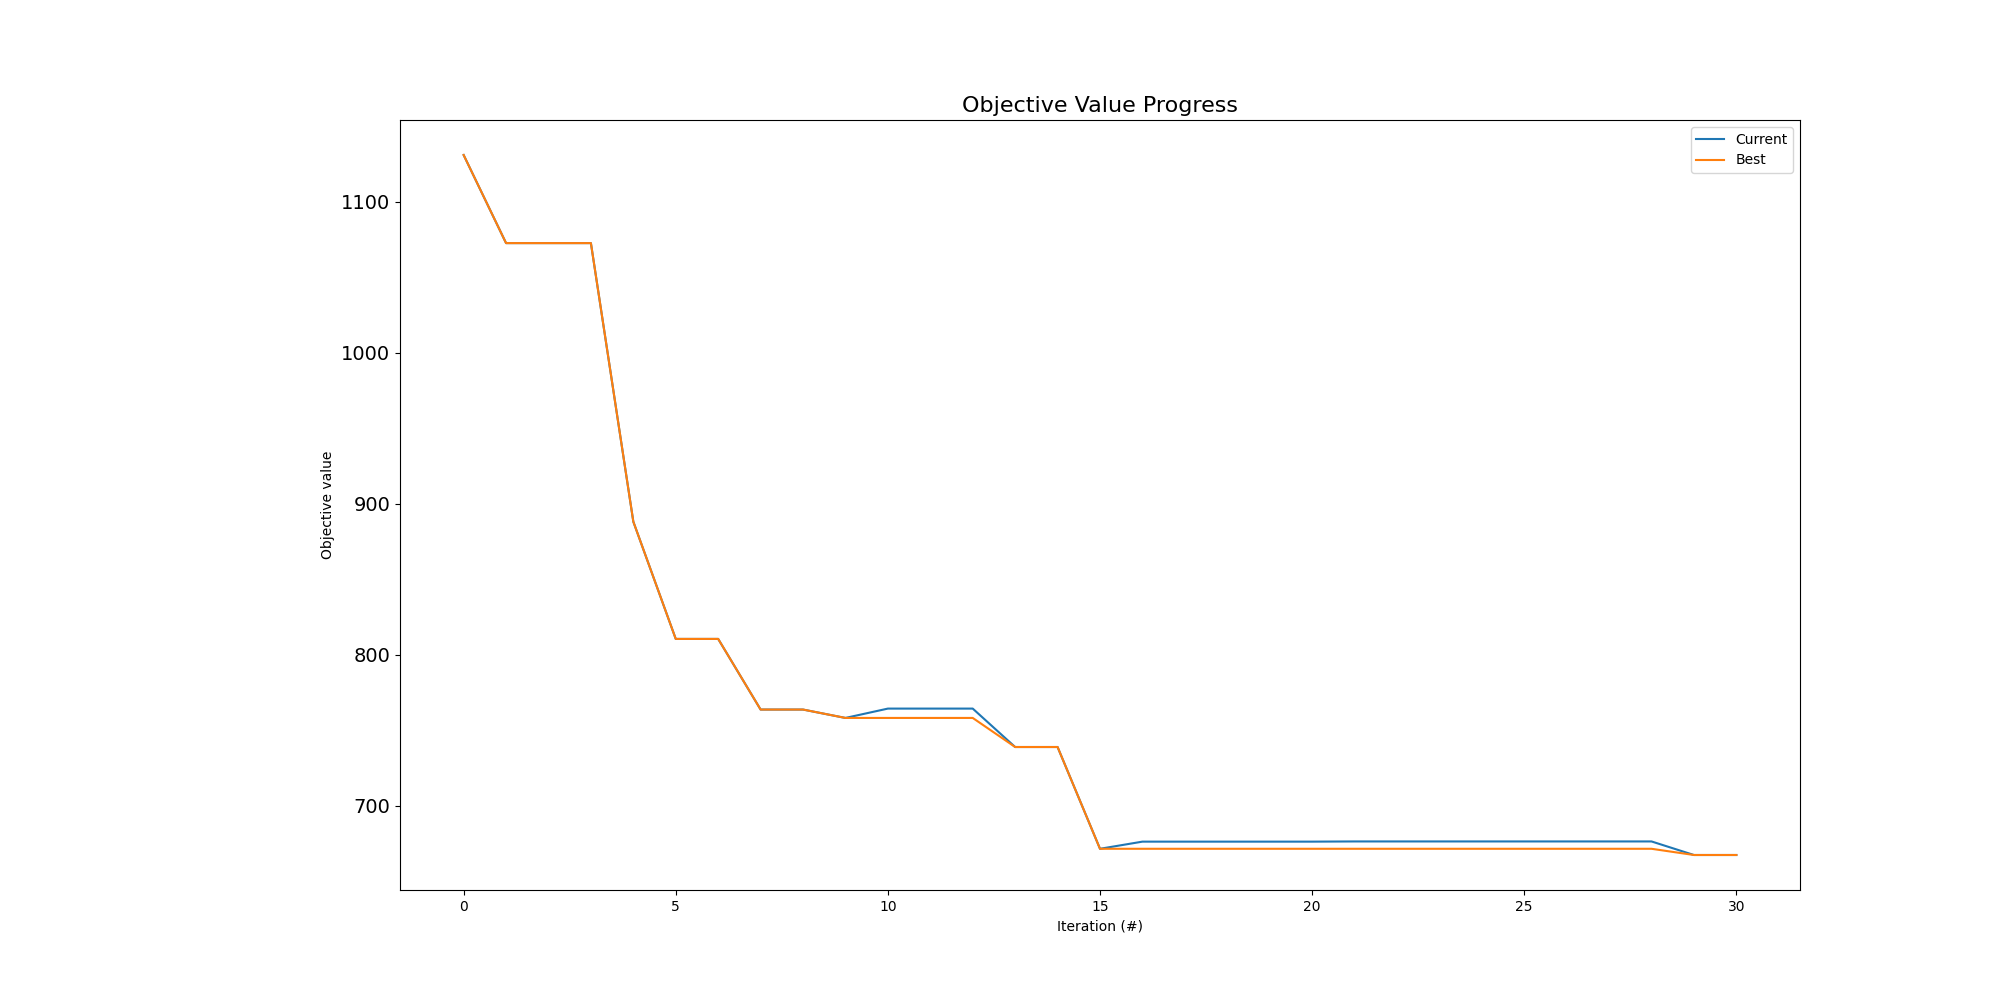 Objective Value Progress
Current
Best
1100
1000
900
800
700
Objective value
0 5 10 15 20 25 30
Iteration (#)